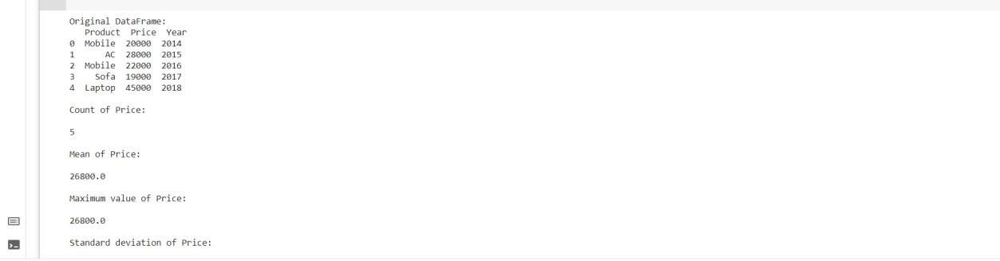 Original DataFrame:
Product Price Year
0 Mobile 20000 2014
1 AC 28000 2015
2 Mobile 22000 2016
3 Sofa 19000 2017
4 Laptop 45000 2018
Count of Price:
5
Mean of Price:
26800.0
Maximum value of Price:
26800.0
Standard deviation of Price: